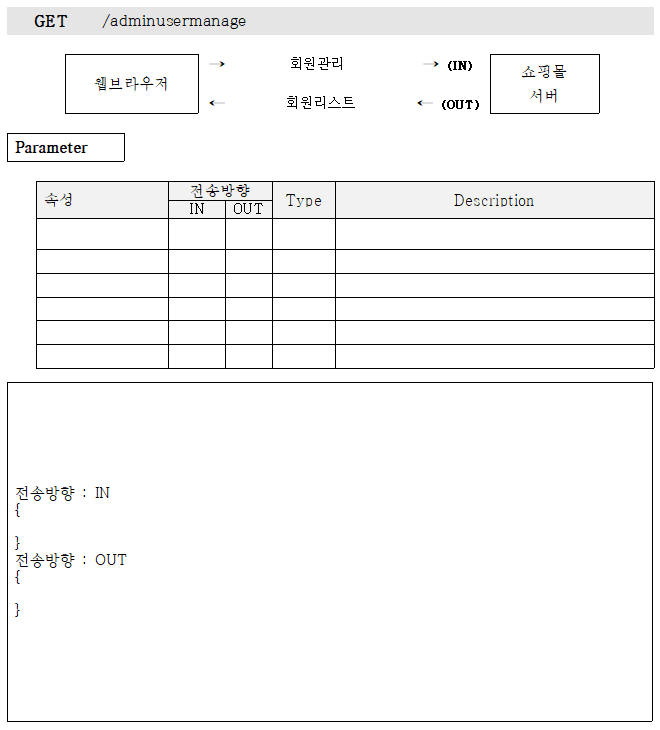 GET /adminusermanage
→ 회원관리 → (IN)
웹브라우저
쇼핑몰
서버
← 회원리스트 ← (OUT)
Parameter
속성 전송방향 Type Description
IN OUT
전송방향 : IN
{
}
전송방향 : OUT
{
}